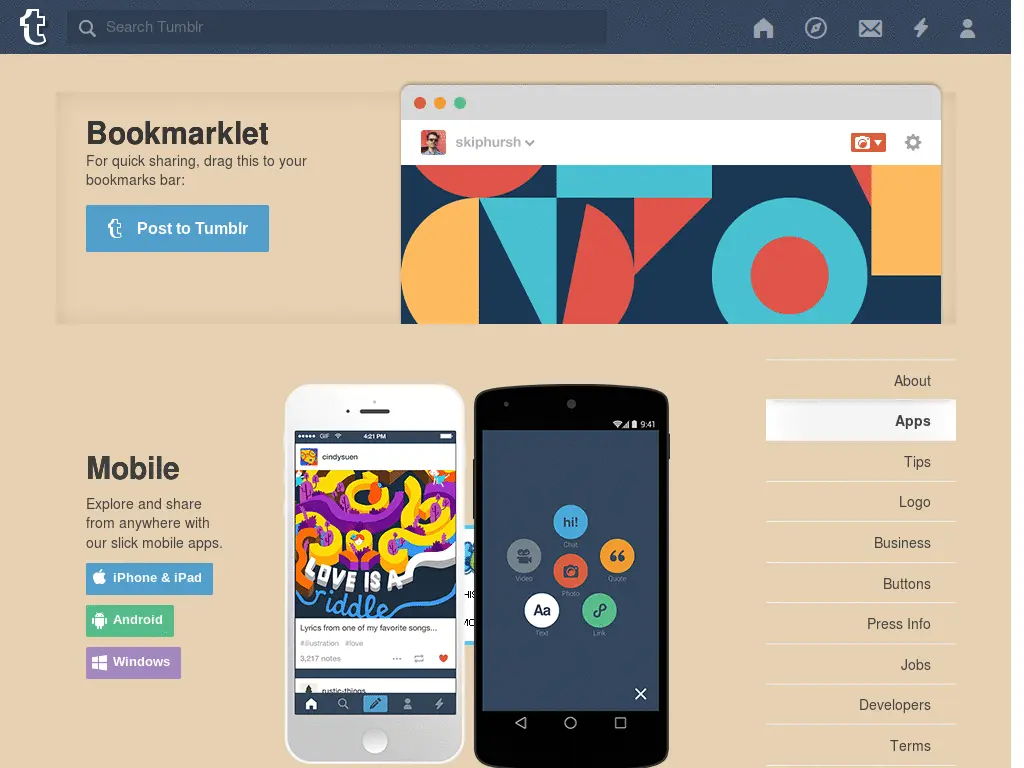 Search Tumblr
Bookmarklet
For quick sharing, drag this to your
bookmarks bar:
Post to Tumblr
skiphursh
Mobile
Explore and share
from anywhere with
our slick mobile apps.
iPhone & iPad
Android
Windows
GIF
4:21 PM
cindysuen
LOVE IS A
riddle
Lyrics from one of my favorite songs...
#illustration #love
3,217 notes
rustic-things
9:41
hi!
Chat
Video
Quote
Photo
Aa
Text
Link
About
Apps
Tips
Logo
Business
Buttons
Press Info
Jobs
Developers
Terms